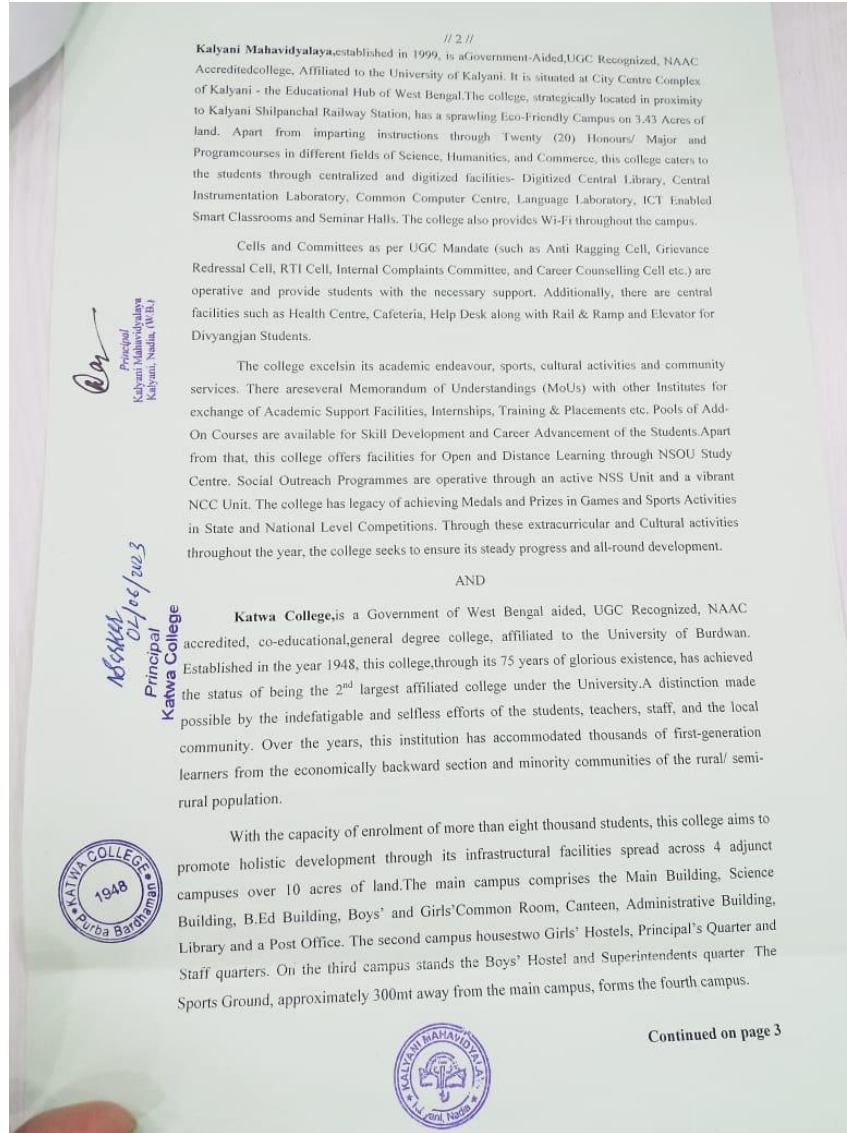 // 2 //
Kalyani Mahavidyalaya,established in 1999, is aGovernment-Aided,UGC Recognized, NAAC
Accreditedcollege, Affiliated to the University of Kalyani. It is situated at City Centre Complex
of Kalyani - the Educational Hub of West Bengal.The college, strategically located in proximity
to Kalyani Shilpanchal Railway Station, has a sprawling Eco-Friendly Campus on 3.43 Acres of
land. Apart from imparting instructions through Twenty (20) Honours/ Major and
Programcourses in different fields of Science, Humanities, and Commerce, this college caters to
the students through centralized and digitized facilities- Digitized Central Library, Central
Instrumentation Laboratory, Common Computer Centre, Language Laboratory, ICT Enabled
Smart Classrooms and Seminar Halls. The college also provides Wi-Fi throughout the campus.
Cells and Committees as per UGC Mandate (such as Anti Ragging Cell, Grievance
Redressal Cell, RTI Cell, Internal Complaints Committee, and Career Counselling Cell etc.) are
operative and provide students with the necessary support. Additionally, there are central
facilities such as Health Centre, Cafeteria, Help Desk along with Rail & Ramp and Elevator for
Divyangjan Students.
The college excelsin its academic endeavour, sports, cultural activities and community
services. There areseveral Memorandum of Understandings (MoUs) with other Institutes for
exchange of Academic Support Facilities, Internships, Training & Placements etc. Pools of Add-
On Courses are available for Skill Development and Career Advancement of the Students.Apart
from that, this college offers facilities for Open and Distance Learning through NSOU Study
Centre. Social Outreach Programmes are operative through an active NSS Unit and a vibrant
NCC Unit. The college has legacy of achieving Medals and Prizes in Games and Sports Activities
in State and National Level Competitions. Through these extracurricular and Cultural activities
throughout the year, the college seeks to ensure its steady progress and all-round development.
AND
Katwa College,is a Government of West Bengal aided, UGC Recognized, NAAC
accredited, co-educational,general degree college, affiliated to the University of Burdwan.
Established in the year 1948, this college,through its 75 years of glorious existence, has achieved
the status of being the 2nd largest affiliated college under the University.A distinction made
possible by the indefatigable and selfless efforts of the students, teachers, staff, and the local
community. Over the years, this institution has accommodated thousands of first-generation
learners from the economically backward section and minority communities of the rural/ semi-
rural population.
With the capacity of enrolment of more than eight thousand students, this college aims to
promote holistic development through its infrastructural facilities spread across 4 adjunct
campuses over 10 acres of land.The main campus comprises the Main Building, Science
Building, B.Ed Building, Boys' and Girls'Common Room, Canteen, Administrative Building,
Library and a Post Office. The second campus housestwo Girls' Hostels, Principal's Quarter and
Staff quarters. On the third campus stands the Boys' Hostel and Superintendents quarter The
Sports Ground, approximately 300mt away from the main campus, forms the fourth campus.
Continued on page 3
Principal
Kalyani Mahavidyalaya
Kalyani, Nadia, (W.B.)
02/06/2023
Principal
Katwa College
KATWA COLLEGE
1948
Purba Bardhaman
KALYANI MAHAVIDYALA
Nadia